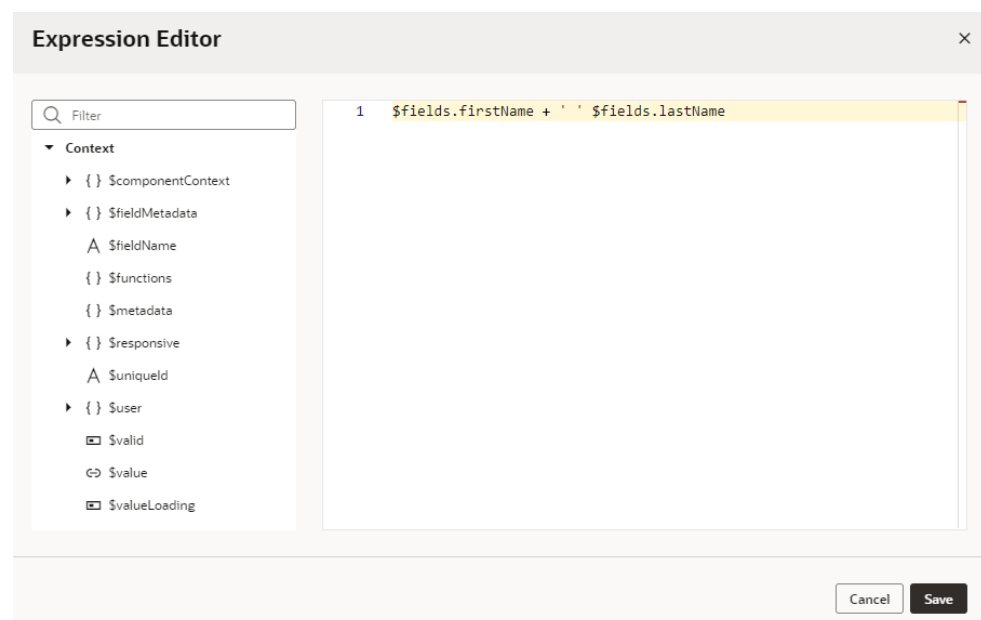 Expression Editor
Filter
Context
{ } $componentContext
{ } $fieldMetadata
A $fieldName
{ } $functions
{ } $metadata
{ } $responsive
A $uniqueId
{ } $user
$valid
$value
$valueLoading
1 $fields.firstName + ' ' $fields.lastName
Cancel Save